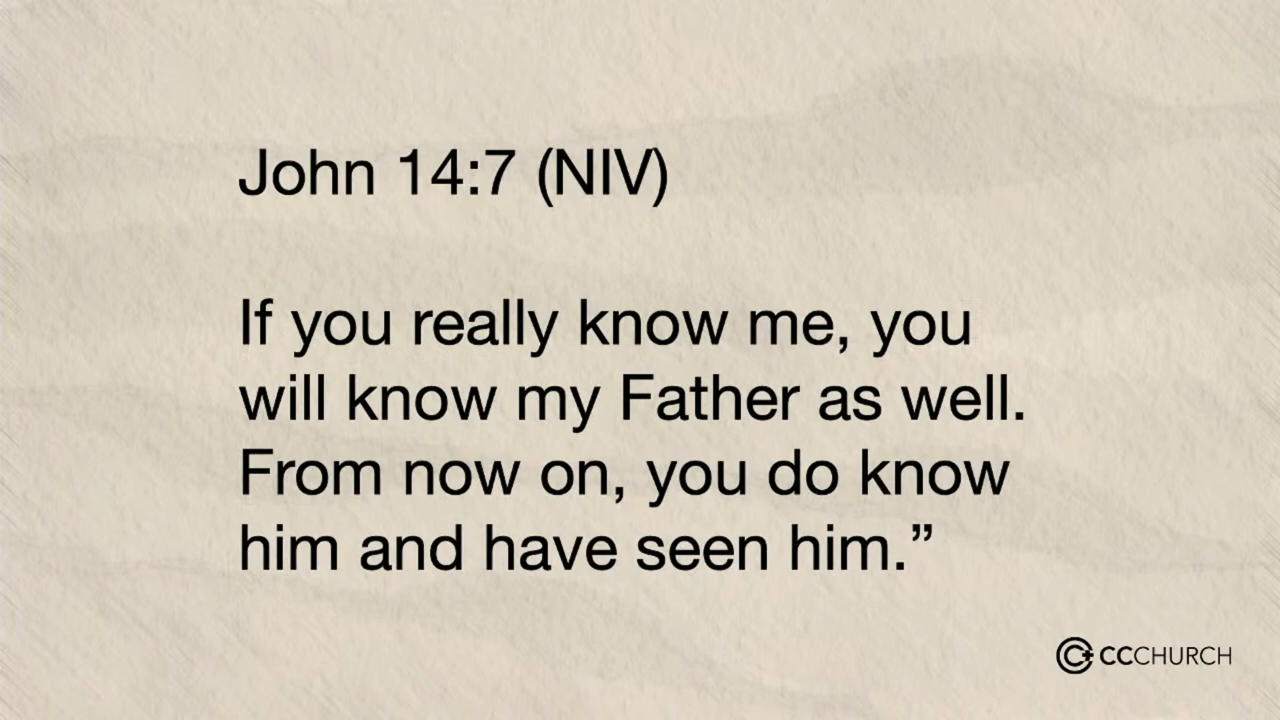 John 14:7 (NIV)
If you really know me, you
will know my Father as well.
From now on, you do know
him and have seen him.”
CCCHURCH